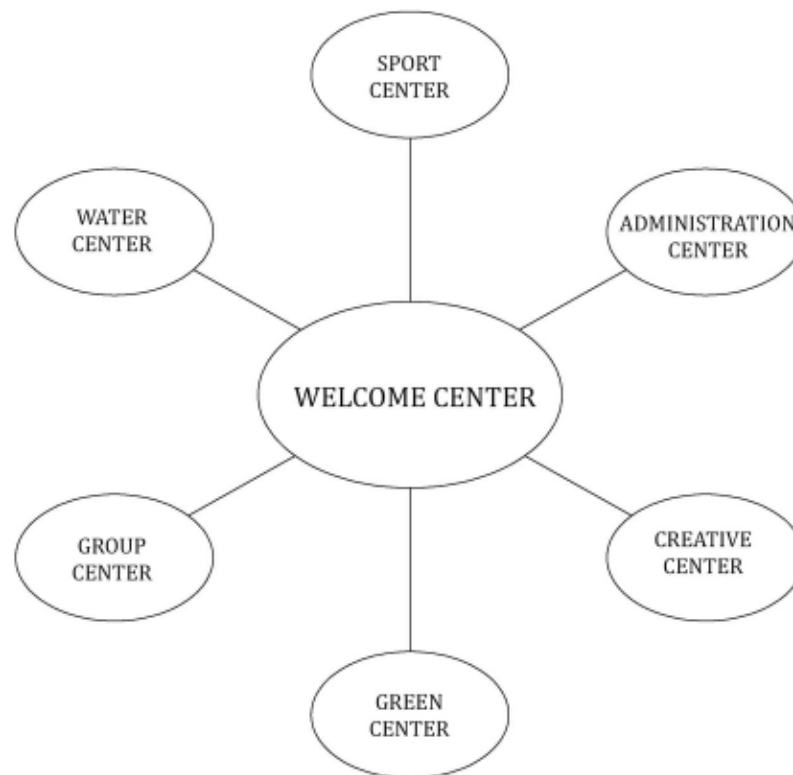 SPORT
CENTER
WATER
CENTER
ADMINISTRATION
CENTER
WELCOME CENTER
GROUP
CENTER
CREATIVE
CENTER
GREEN
CENTER